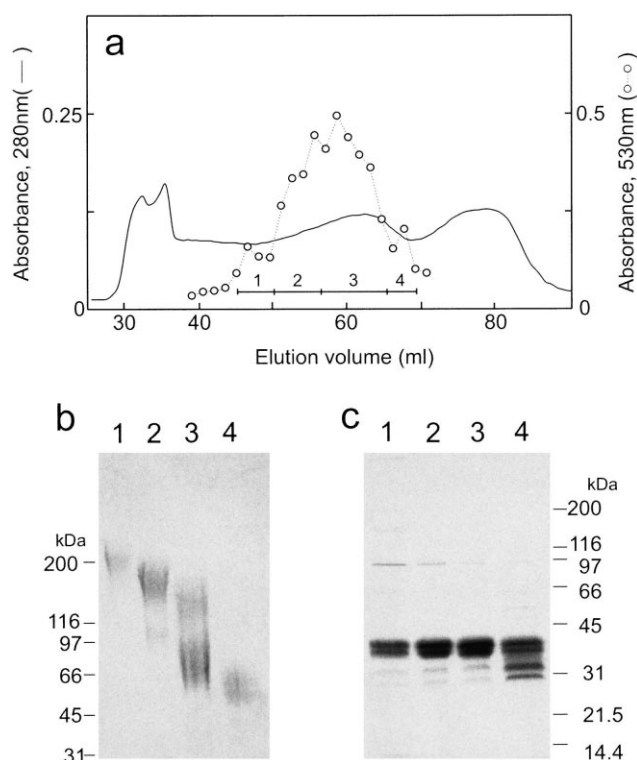 a
Absorbance, 280nm( — )
Absorbance, 530nm (o··o)
0.25
0
0.5
0
1 2 3 4
30 40 60 80
Elution volume (ml)
b
1 2 3 4
kDa
200
116
97
66
45
31
c
1 2 3 4
kDa
200
116
97
66
45
31
21.5
14.4